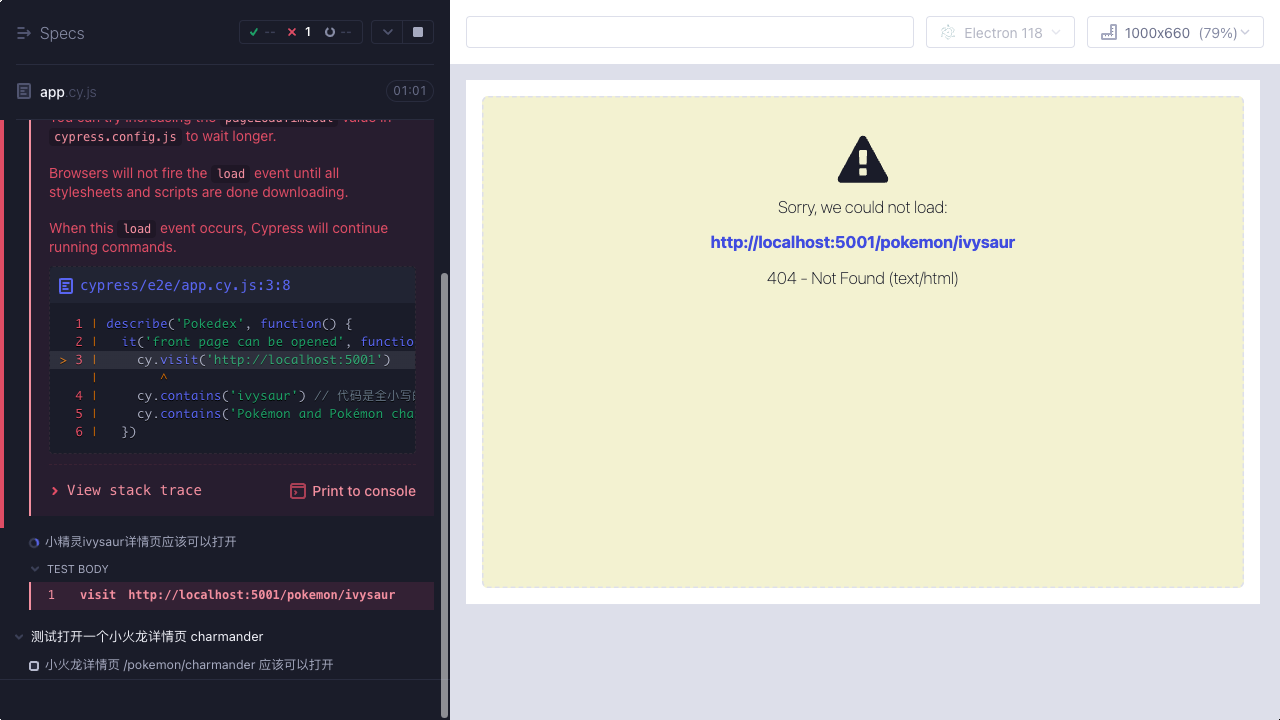 Specs
-- 1 --
Electron 118
1000x660 (79%)
app.cy.js
01:01
You can try increasing the pageLoadTimeout value in
cypress.config.js to wait longer.
Browsers will not fire the load event until all
stylesheets and scripts are done downloading.
When this load event occurs, Cypress will continue
running commands.
cypress/e2e/app.cy.js:3:8
1 | describe('Pokedex', function() {
2 | it('front page can be opened', functio
> 3 | cy.visit('http://localhost:5001')
| ^
4 | cy.contains('ivysaur') // 代码是全小写
5 | cy.contains('Pokémon and Pokémon cha
6 | })
View stack trace
Print to console
小精灵ivysaur详情页应该可以打开
TEST BODY
1 visit http://localhost:5001/pokemon/ivysaur
测试打开一个小火龙详情页 charmander
小火龙详情页 /pokemon/charmander 应该可以打开
Sorry, we could not load:
http://localhost:5001/pokemon/ivysaur
404 - Not Found (text/html)